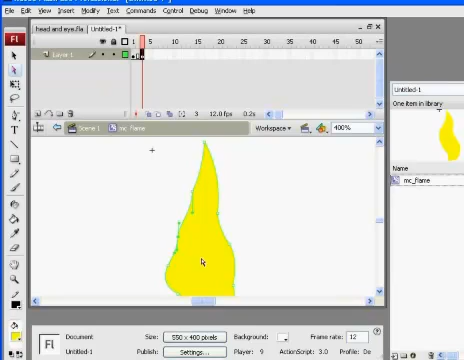 File Edit View Insert Modify Text Commands Control Debug Window Help
head and eye.fla Untitled-1*
1 5 10 15 20 25 30 35 40 45 50
Layer 1
3 12.0 fps 0.2s
Scene 1 mc_flame Workspace 400%
Untitled-1
One item in library
Name
mc_flame
Fl
T
Fl
Document
Untitled-1
Size: 550 x 400 pixels Background: Frame rate: 12
Publish: Settings... Player: 9 ActionScript: 3.0 Profile: De